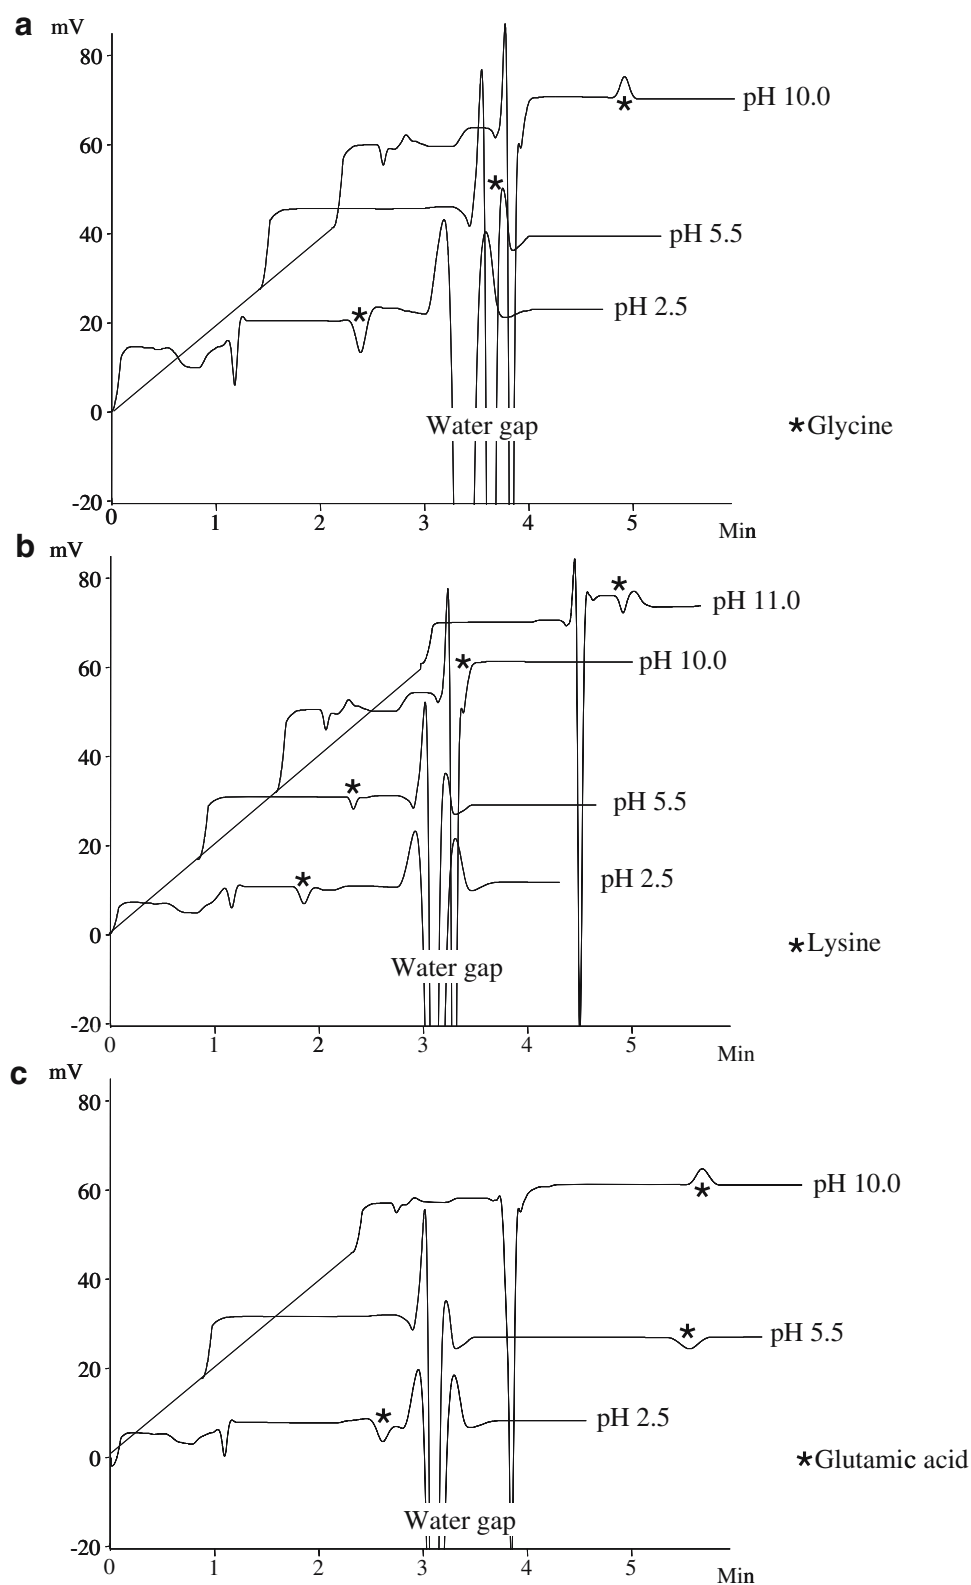 a
mV
80
60
40
20
0
-20
0 1 2 3 4 5
Min
pH 10.0
pH 5.5
pH 2.5
*
*
*
Water gap
*Glycine
b
mV
80
60
40
20
0
-20
0 1 2 3 4 5
Min
pH 11.0
pH 10.0
pH 5.5
pH 2.5
*
*
*
*
Water gap
*Lysine
c
mV
80
60
40
20
0
-20
0 1 2 3 4 5
Min
pH 10.0
pH 5.5
pH 2.5
*
*
*
Water gap
*Glutamic acid